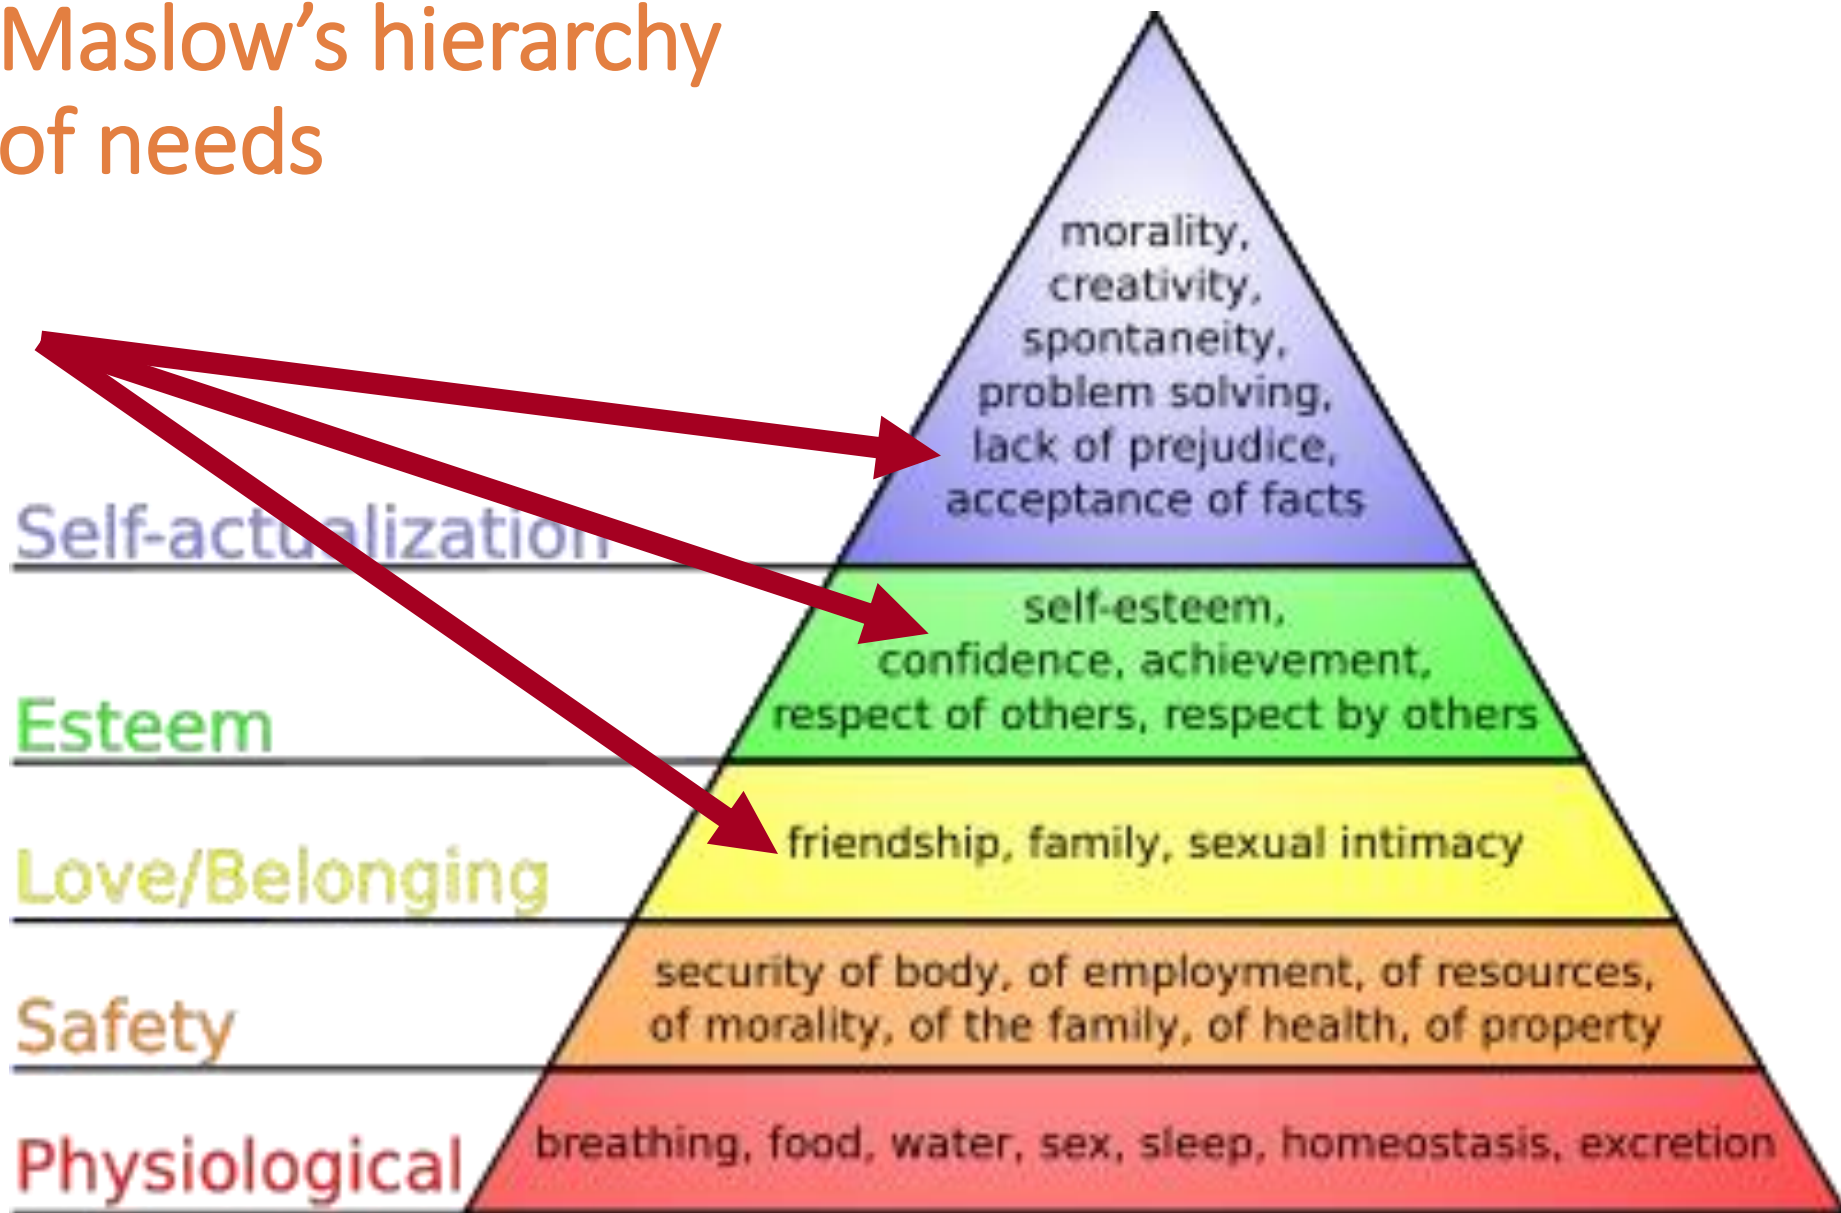 Maslow’s hierarchy
of needs
morality,
creativity,
spontaneity,
problem solving,
lack of prejudice,
acceptance of facts
Self-actualization
self-esteem,
confidence, achievement,
respect of others, respect by others
Esteem
friendship, family, sexual intimacy
Love/Belonging
security of body, of employment, of resources,
of morality, of the family, of health, of property
Safety
breathing, food, water, sex, sleep, homeostasis, excretion
Physiological